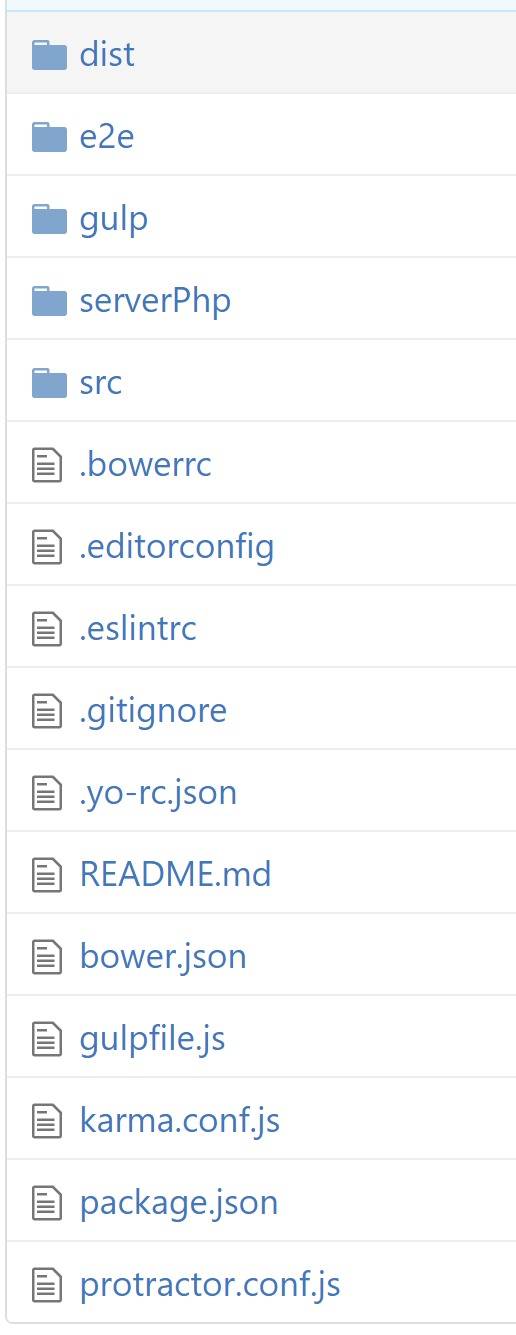 dist
e2e
gulp
serverPhp
src
.bowerrc
.editorconfig
.eslintrc
.gitignore
.yo-rc.json
README.md
bower.json
gulpfile.js
karma.conf.js
package.json
protractor.conf.js